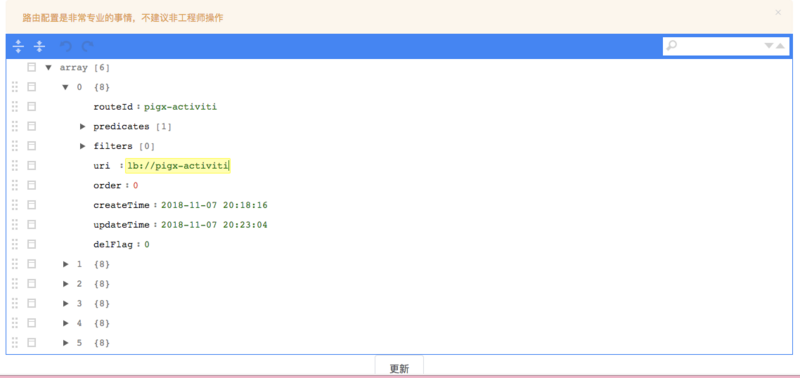 路由配置是非常专业的事情，不建议非工程师操作
array [6]
0 {8}
routeId : pigx-activiti
predicates [1]
filters [0]
uri : lb://pigx-activiti
order : 0
createTime : 2018-11-07 20:18:16
updateTime : 2018-11-07 20:23:04
delFlag : 0
1 {8}
2 {8}
3 {8}
4 {8}
5 {8}
更新